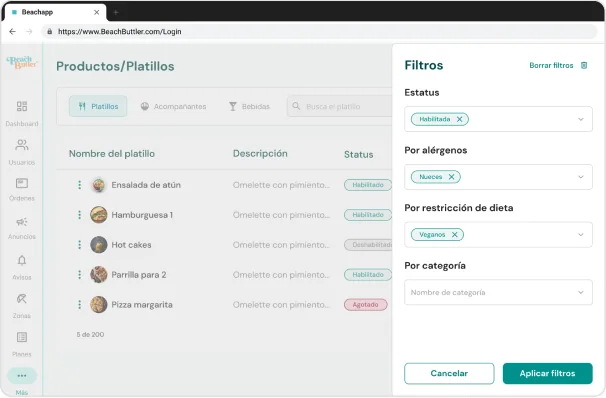 Beachapp
https://www.BeachButtler.com/Login
Beach
Butler
Dashboard
Usuarios
Órdenes
Anuncios
Avisos
Zonas
Planes
Más
Productos/Platillos
Platillos
Acompañantes
Bebidas
Busca el platillo
Nombre del platillo
Descripción
Status
Ensalada de atún
Omelette con pimiento...
Habilitado
Hamburguesa 1
Omelette con pimiento...
Habilitado
Hot cakes
Omelette con pimiento...
Deshabilitado
Parrilla para 2
Omelette con pimiento...
Habilitado
Pizza margarita
Omelette con pimiento...
Agotado
5 de 200
Filtros
Borrar filtros
Estatus
Habilitada
Por alérgenos
Nueces
Por restricción de dieta
Veganos
Por categoría
Nombre de categoría
Cancelar
Aplicar filtros